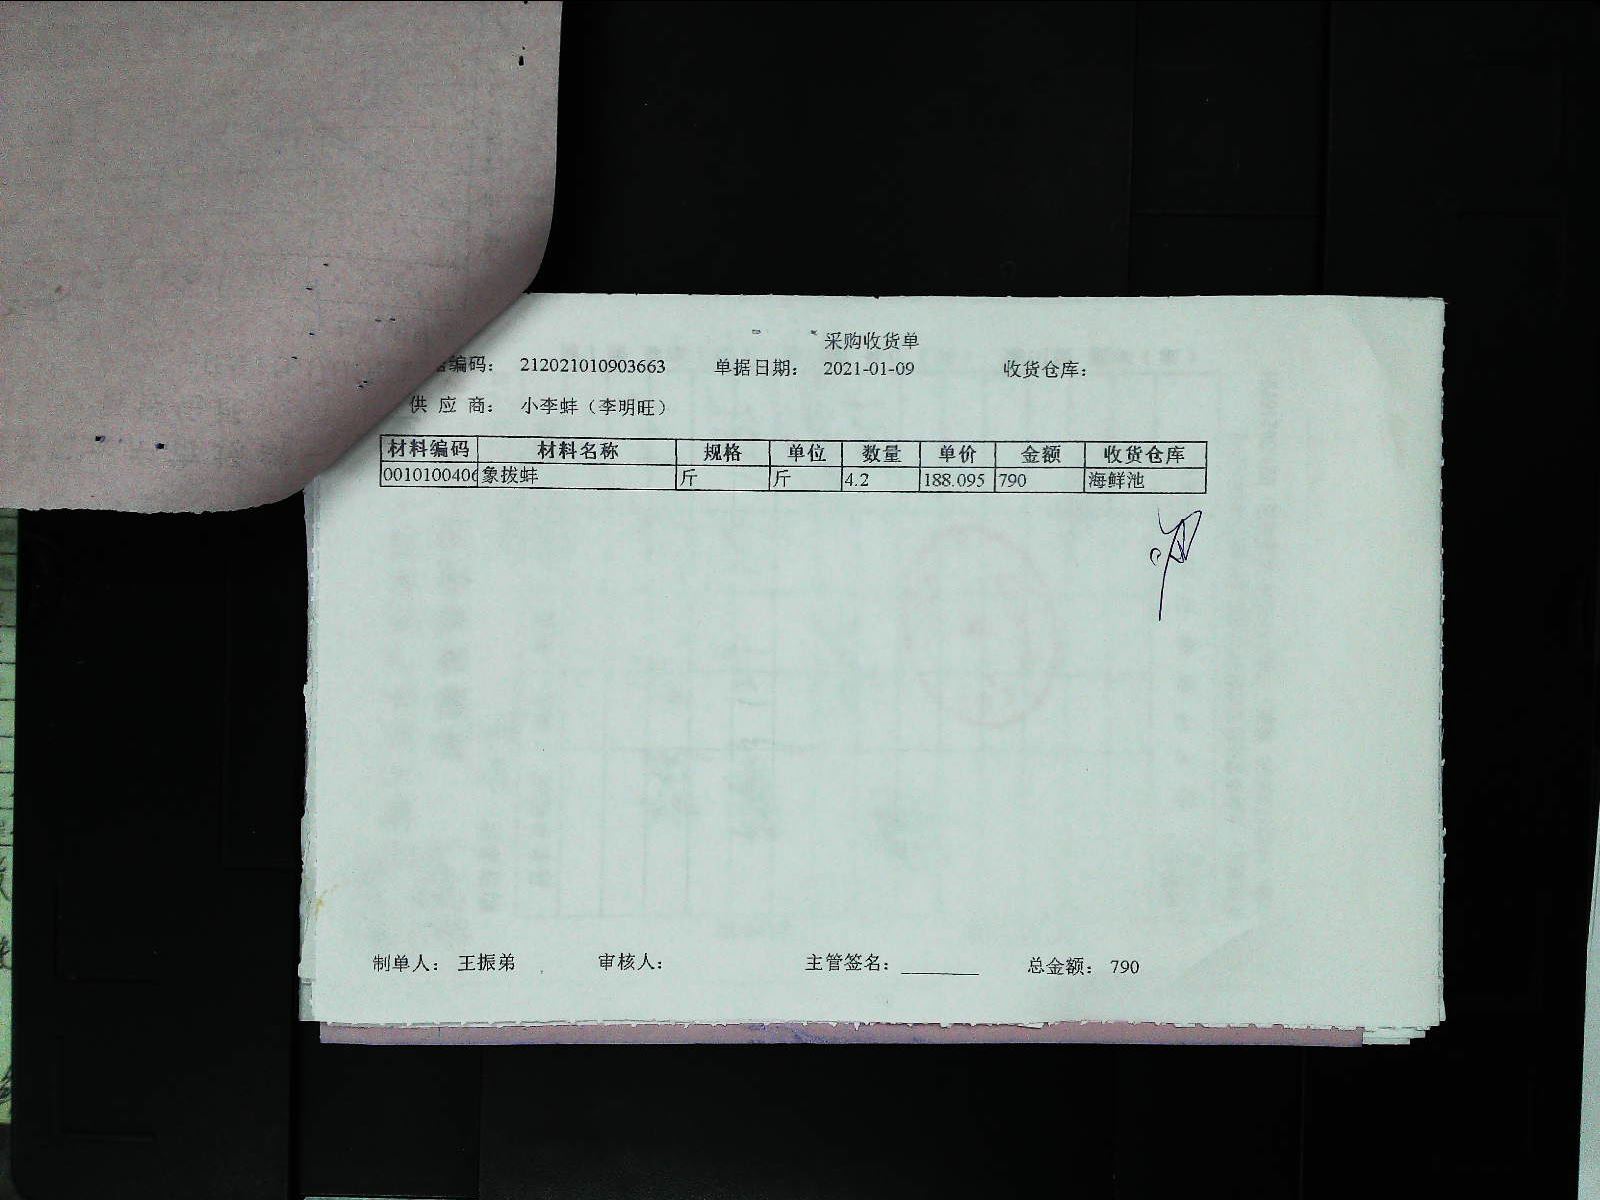 采购收货单
编码： 212021010903663 单据日期： 2021-01-09 收货仓库：
供应商： 小李蚌（李明旺）
材料编码 材料名称 规格 单位 数量 单价 金额 收货仓库
0010100406 象拔蚌 斤 斤 4.2 188.095 790 海鲜池
制单人： 王振弟 审核人： 主管签名：________ 总金额： 790